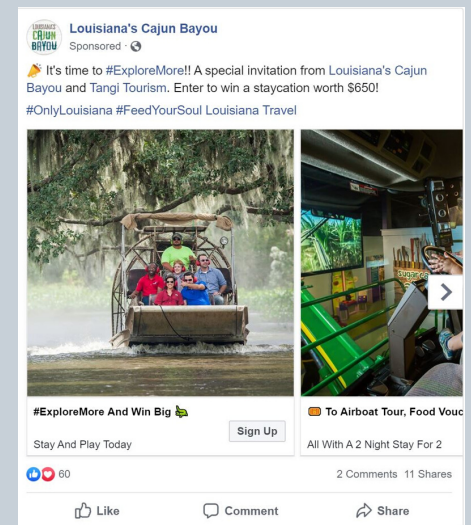 LOUISIANA'S
CAJUN
BAYOU
Louisiana's Cajun Bayou
Sponsored ·
It's time to #ExploreMore!! A special invitation from Louisiana's Cajun
Bayou and Tangi Tourism. Enter to win a staycation worth $650!
#OnlyLouisiana #FeedYourSoul Louisiana Travel
sugar ca
#ExploreMore And Win Big
Stay And Play Today
Sign Up
To Airboat Tour, Food Vouc
All With A 2 Night Stay For 2
60
2 Comments 11 Shares
Like Comment Share